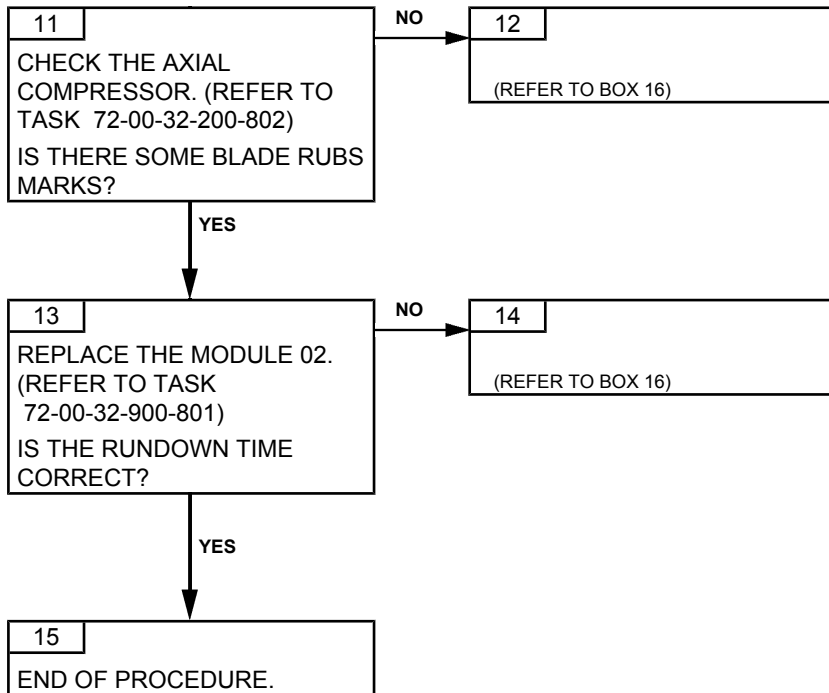 11
CHECK THE AXIAL
COMPRESSOR. (REFER TO
TASK 72-00-32-200-802)
IS THERE SOME BLADE RUBS
MARKS?
NO
12
(REFER TO BOX 16)
YES
13
REPLACE THE MODULE 02.
(REFER TO TASK
72-00-32-900-801)
IS THE RUNDOWN TIME
CORRECT?
NO
14
(REFER TO BOX 16)
YES
15
END OF PROCEDURE.